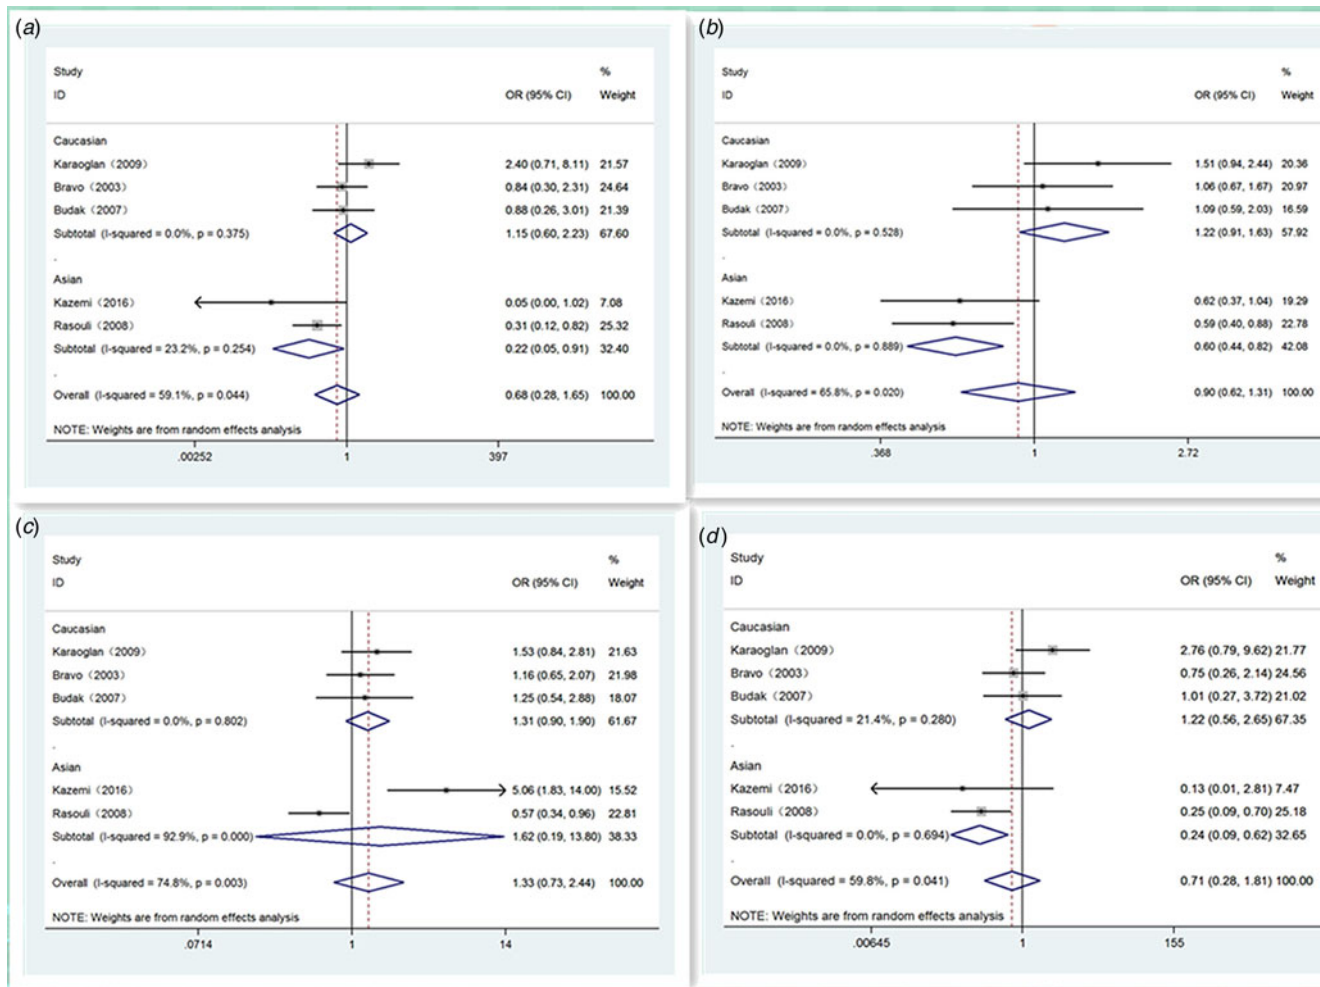 (a)
Study %
ID OR (95% CI) Weight
Caucasian
Karaoglan (2009) 2.40 (0.71, 8.11) 21.57
Bravo (2003) 0.84 (0.30, 2.31) 24.64
Budak (2007) 0.88 (0.26, 3.01) 21.39
Subtotal (I-squared = 0.0%, p = 0.375) 1.15 (0.60, 2.23) 67.60
.
Asian
Kazemi (2016) 0.05 (0.00, 1.02) 7.08
Rasouli (2008) 0.31 (0.12, 0.82) 25.32
Subtotal (I-squared = 23.2%, p = 0.254) 0.22 (0.05, 0.91) 32.40
.
Overall (I-squared = 59.1%, p = 0.044) 0.68 (0.28, 1.65) 100.00
NOTE: Weights are from random effects analysis
.00252 1 397
(b)
Study %
ID OR (95% CI) Weight
Caucasian
Karaoglan (2009) 1.51 (0.94, 2.44) 20.36
Bravo (2003) 1.06 (0.67, 1.67) 20.97
Budak (2007) 1.09 (0.59, 2.03) 16.59
Subtotal (I-squared = 0.0%, p = 0.528) 1.22 (0.91, 1.63) 57.92
.
Asian
Kazemi (2016) 0.62 (0.37, 1.04) 19.29
Rasouli (2008) 0.59 (0.40, 0.88) 22.78
Subtotal (I-squared = 0.0%, p = 0.889) 0.60 (0.44, 0.82) 42.08
.
Overall (I-squared = 65.8%, p = 0.020) 0.90 (0.62, 1.31) 100.00
NOTE: Weights are from random effects analysis
.368 1 2.72
(c)
Study %
ID OR (95% CI) Weight
Caucasian
Karaoglan (2009) 1.53 (0.84, 2.81) 21.63
Bravo (2003) 1.16 (0.65, 2.07) 21.98
Budak (2007) 1.25 (0.54, 2.88) 18.07
Subtotal (I-squared = 0.0%, p = 0.802) 1.31 (0.90, 1.90) 61.67
.
Asian
Kazemi (2016) 5.06 (1.83, 14.00) 15.52
Rasouli (2008) 0.57 (0.34, 0.96) 22.81
Subtotal (I-squared = 92.9%, p = 0.000) 1.62 (0.19, 13.80) 38.33
.
Overall (I-squared = 74.8%, p = 0.003) 1.33 (0.73, 2.44) 100.00
NOTE: Weights are from random effects analysis
.0714 1 14
(d)
Study %
ID OR (95% CI) Weight
Caucasian
Karaoglan (2009) 2.76 (0.79, 9.62) 21.77
Bravo (2003) 0.75 (0.26, 2.14) 24.56
Budak (2007) 1.01 (0.27, 3.72) 21.02
Subtotal (I-squared = 21.4%, p = 0.280) 1.22 (0.56, 2.65) 67.35
.
Asian
Kazemi (2016) 0.13 (0.01, 2.81) 7.47
Rasouli (2008) 0.25 (0.09, 0.70) 25.18
Subtotal (I-squared = 0.0%, p = 0.694) 0.24 (0.09, 0.62) 32.65
.
Overall (I-squared = 59.8%, p = 0.041) 0.71 (0.28, 1.81) 100.00
NOTE: Weights are from random effects analysis
.00645 1 155